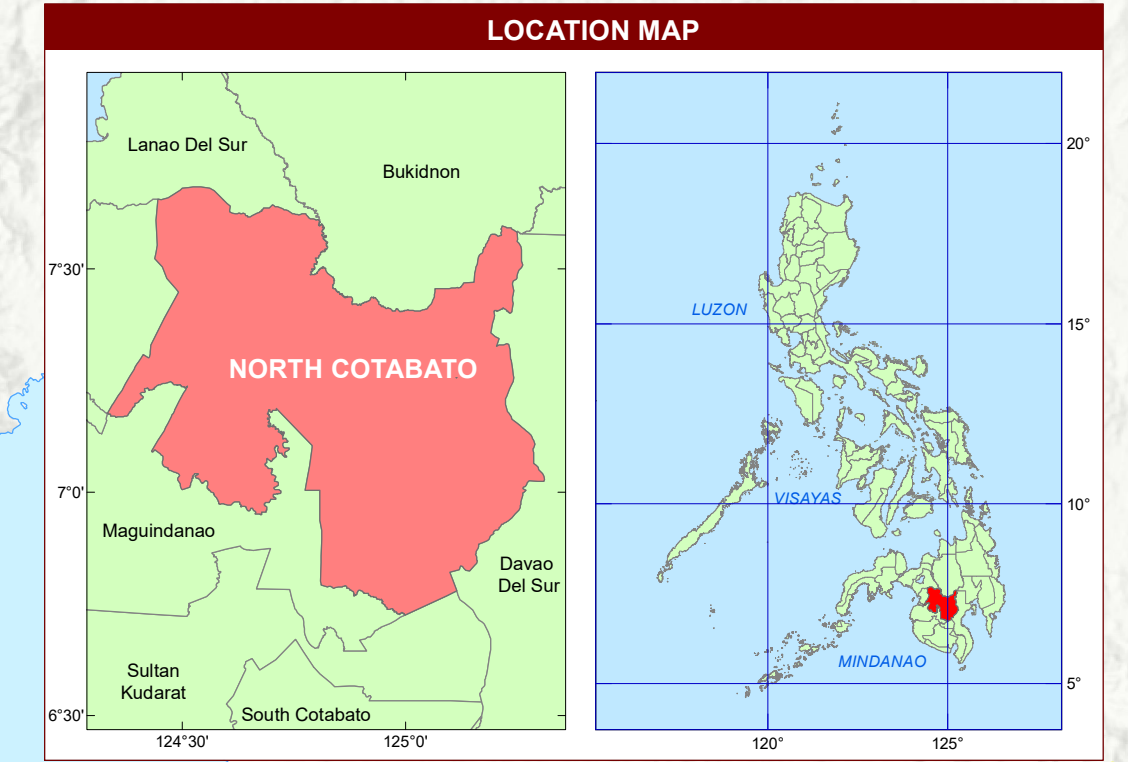 LOCATION MAP
Lanao Del Sur
Bukidnon
7°30'
NORTH COTABATO
7°0'
Maguindanao
Davao
Del Sur
Sultan
Kudarat
South Cotabato
6°30'
124°30'
125°0'
20°
LUZON
15°
VISAYAS
10°
MINDANAO
5°
120°
125°